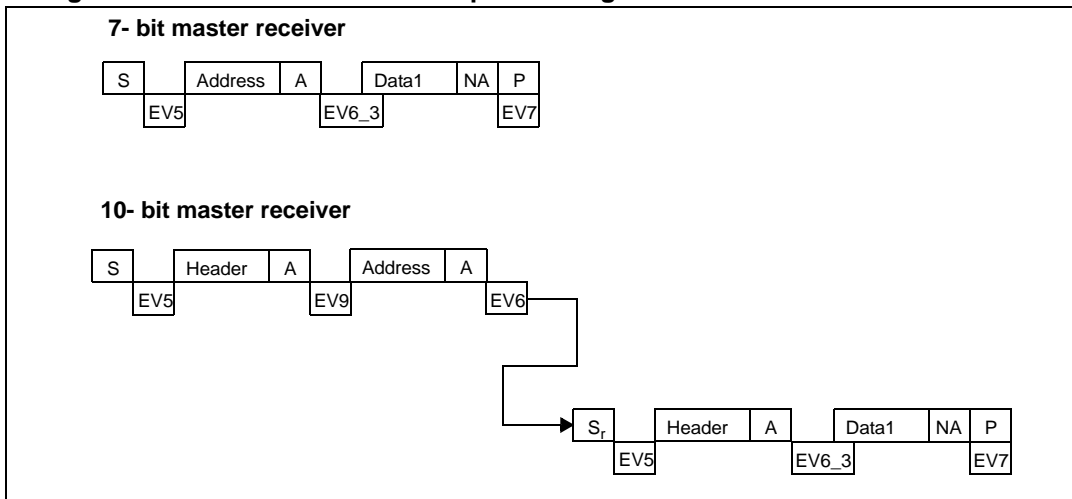 7- bit master receiver
S Address A Data1 NA P
EV5 EV6_3 EV7
10- bit master receiver
S Header A Address A
EV5 EV9 EV6
Sr Header A Data1 NA P
EV5 EV6_3 EV7